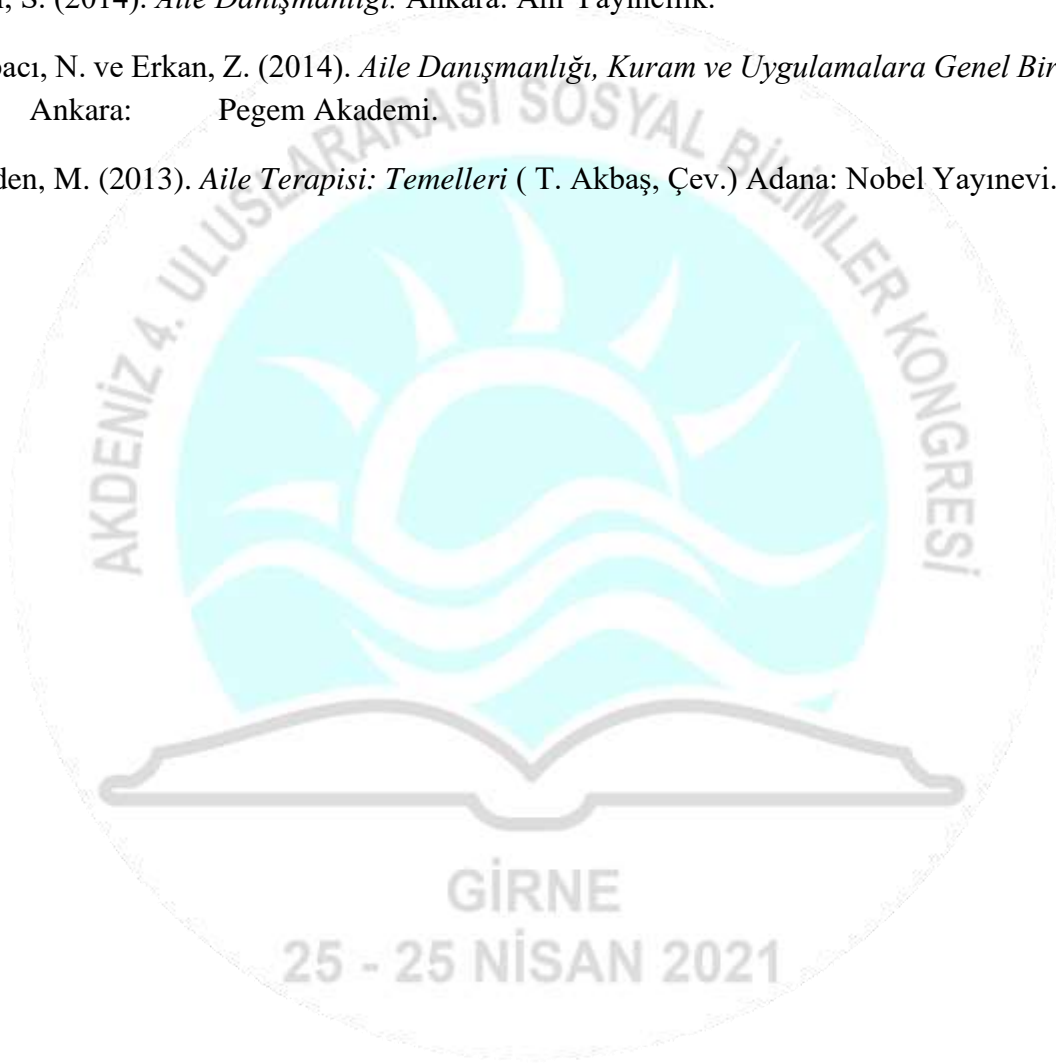 S. (2014). Aile Danışmanlığı. Ankara: Anı Yayıncılık.
N. ve Erkan, Z. (2014). Aile Danışmanlığı, Kuram ve Uygulamalara Genel Bir
Ankara: Pegem Akademi.
M. (2013). Aile Terapisi: Temelleri ( T. Akbaş, Çev.) Adana: Nobel Yayınevi.
AKDENİZ 4. ULUSLARARASI SOSYAL BİLİMLER KONGRESİ
GİRNE
25 - 25 NİSAN 2021